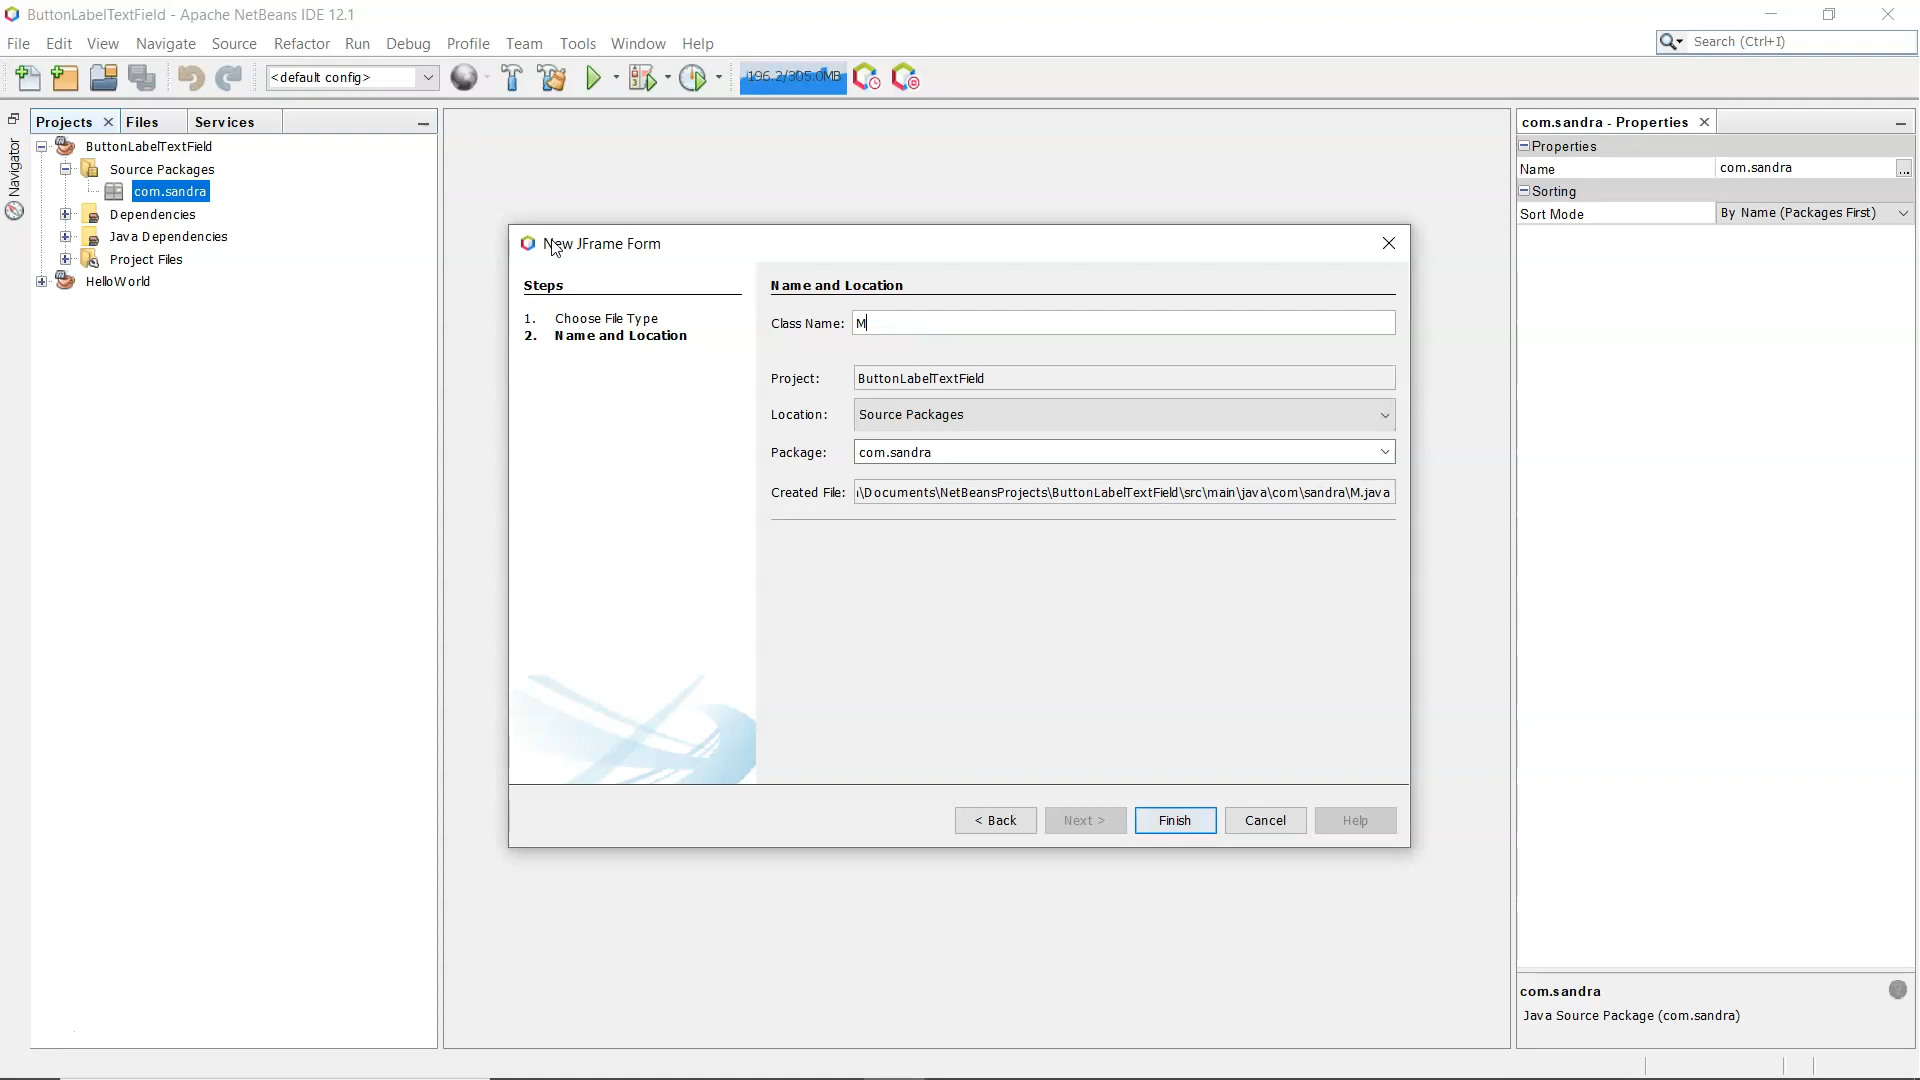 ButtonLabelTextField - Apache NetBeans IDE 12.1
File Edit View Navigate Source Refactor Run Debug Profile Team Tools Window Help
Search (Ctrl+I)
<default config>
196.2/305.0MB
Navigator
Projects
Files
Services
ButtonLabelTextField
Source Packages
com.sandra
Dependencies
Java Dependencies
Project Files
HelloWorld
New JFrame Form
Steps
1. Choose File Type
2. Name and Location
Name and Location
Class Name: M
Project: ButtonLabelTextField
Location: Source Packages
Package: com.sandra
Created File: \Documents\NetBeansProjects\ButtonLabelTextField\src\main\java\com\sandra\M.java
< Back
Next >
Finish
Cancel
Help
com.sandra - Properties
Properties
Name com.sandra
...
Sorting
Sort Mode By Name (Packages First)
com.sandra
Java Source Package (com.sandra)